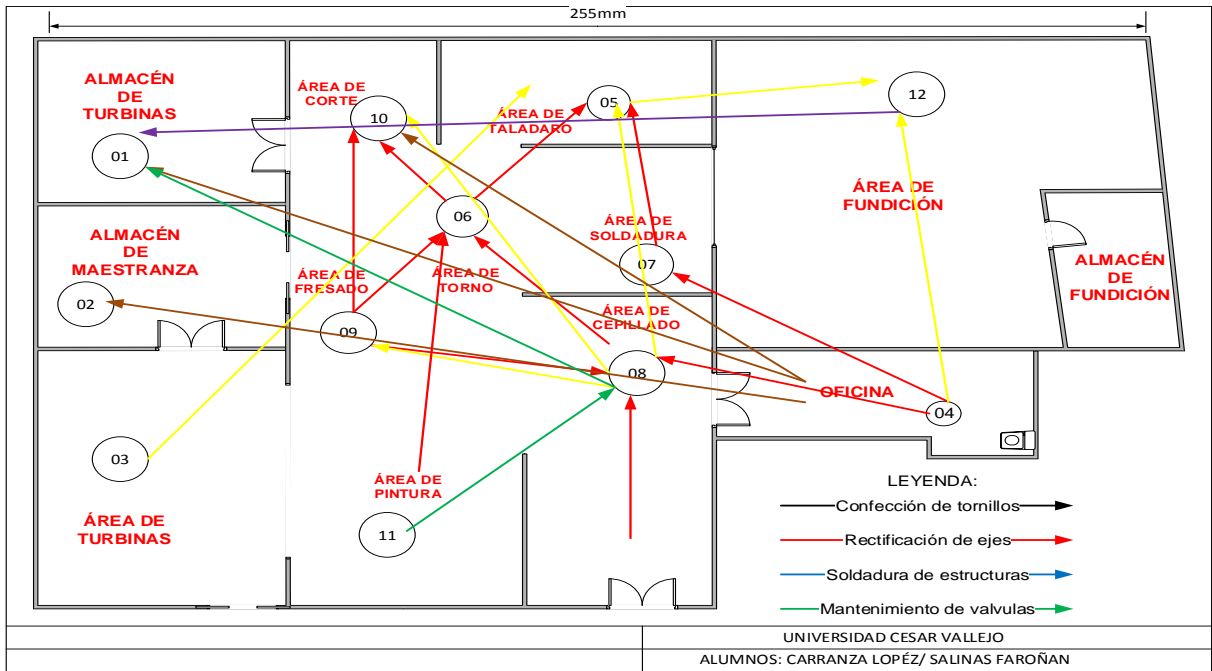 255mm
ALMACÉN
DE
TURBINAS
01
ÁREA DE
CORTE
10
ÁREA DE
TALADARO
05
12
ÁREA DE
FUNDICIÓN
ALMACÉN
DE
MAESTRANZA
02
06
ÁREA DE
SOLDADURA
07
ÁREA DE
FRESADO
09
ÁREA DE
TORNO
ÁREA DE
CEPILLADO
08
ALMACÉN
DE
FUNDICIÓN
OFICINA
04
03
ÁREA DE
TURBINAS
ÁREA DE
PINTURA
11
LEYENDA:
Confección de tornillos
Rectificación de ejes
Soldadura de estructuras
Mantenimiento de valvulas
UNIVERSIDAD CESAR VALLEJO
ALUMNOS: CARRANZA LOPÉZ/ SALINAS FAROÑAN